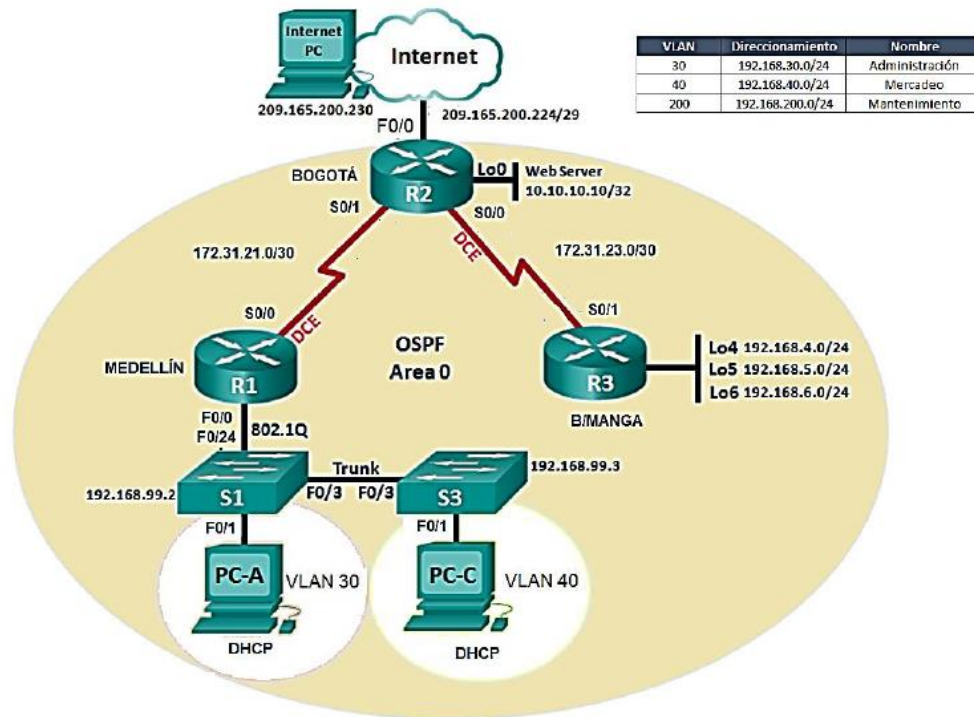 Internet
PC
Internet
209.165.200.230
209.165.200.224/29
F0/0
VLAN Direccionamiento Nombre
30 192.168.30.0/24 Administración
40 192.168.40.0/24 Mercadeo
200 192.168.200.0/24 Mantenimiento
BOGOTÁ
R2
Lo0
Web Server
10.10.10.10/32
S0/1
S0/0
DCE
172.31.21.0/30
172.31.23.0/30
S0/0
DCE
S0/1
OSPF
Area 0
MEDELLÍN
R1
R3
B/MANGA
Lo4 192.168.4.0/24
Lo5 192.168.5.0/24
Lo6 192.168.6.0/24
F0/0
F0/24
802.1Q
192.168.99.2
S1
Trunk
F0/3 F0/3
S3
192.168.99.3
F0/1
F0/1
PC-A
VLAN 30
DHCP
PC-C
VLAN 40
DHCP